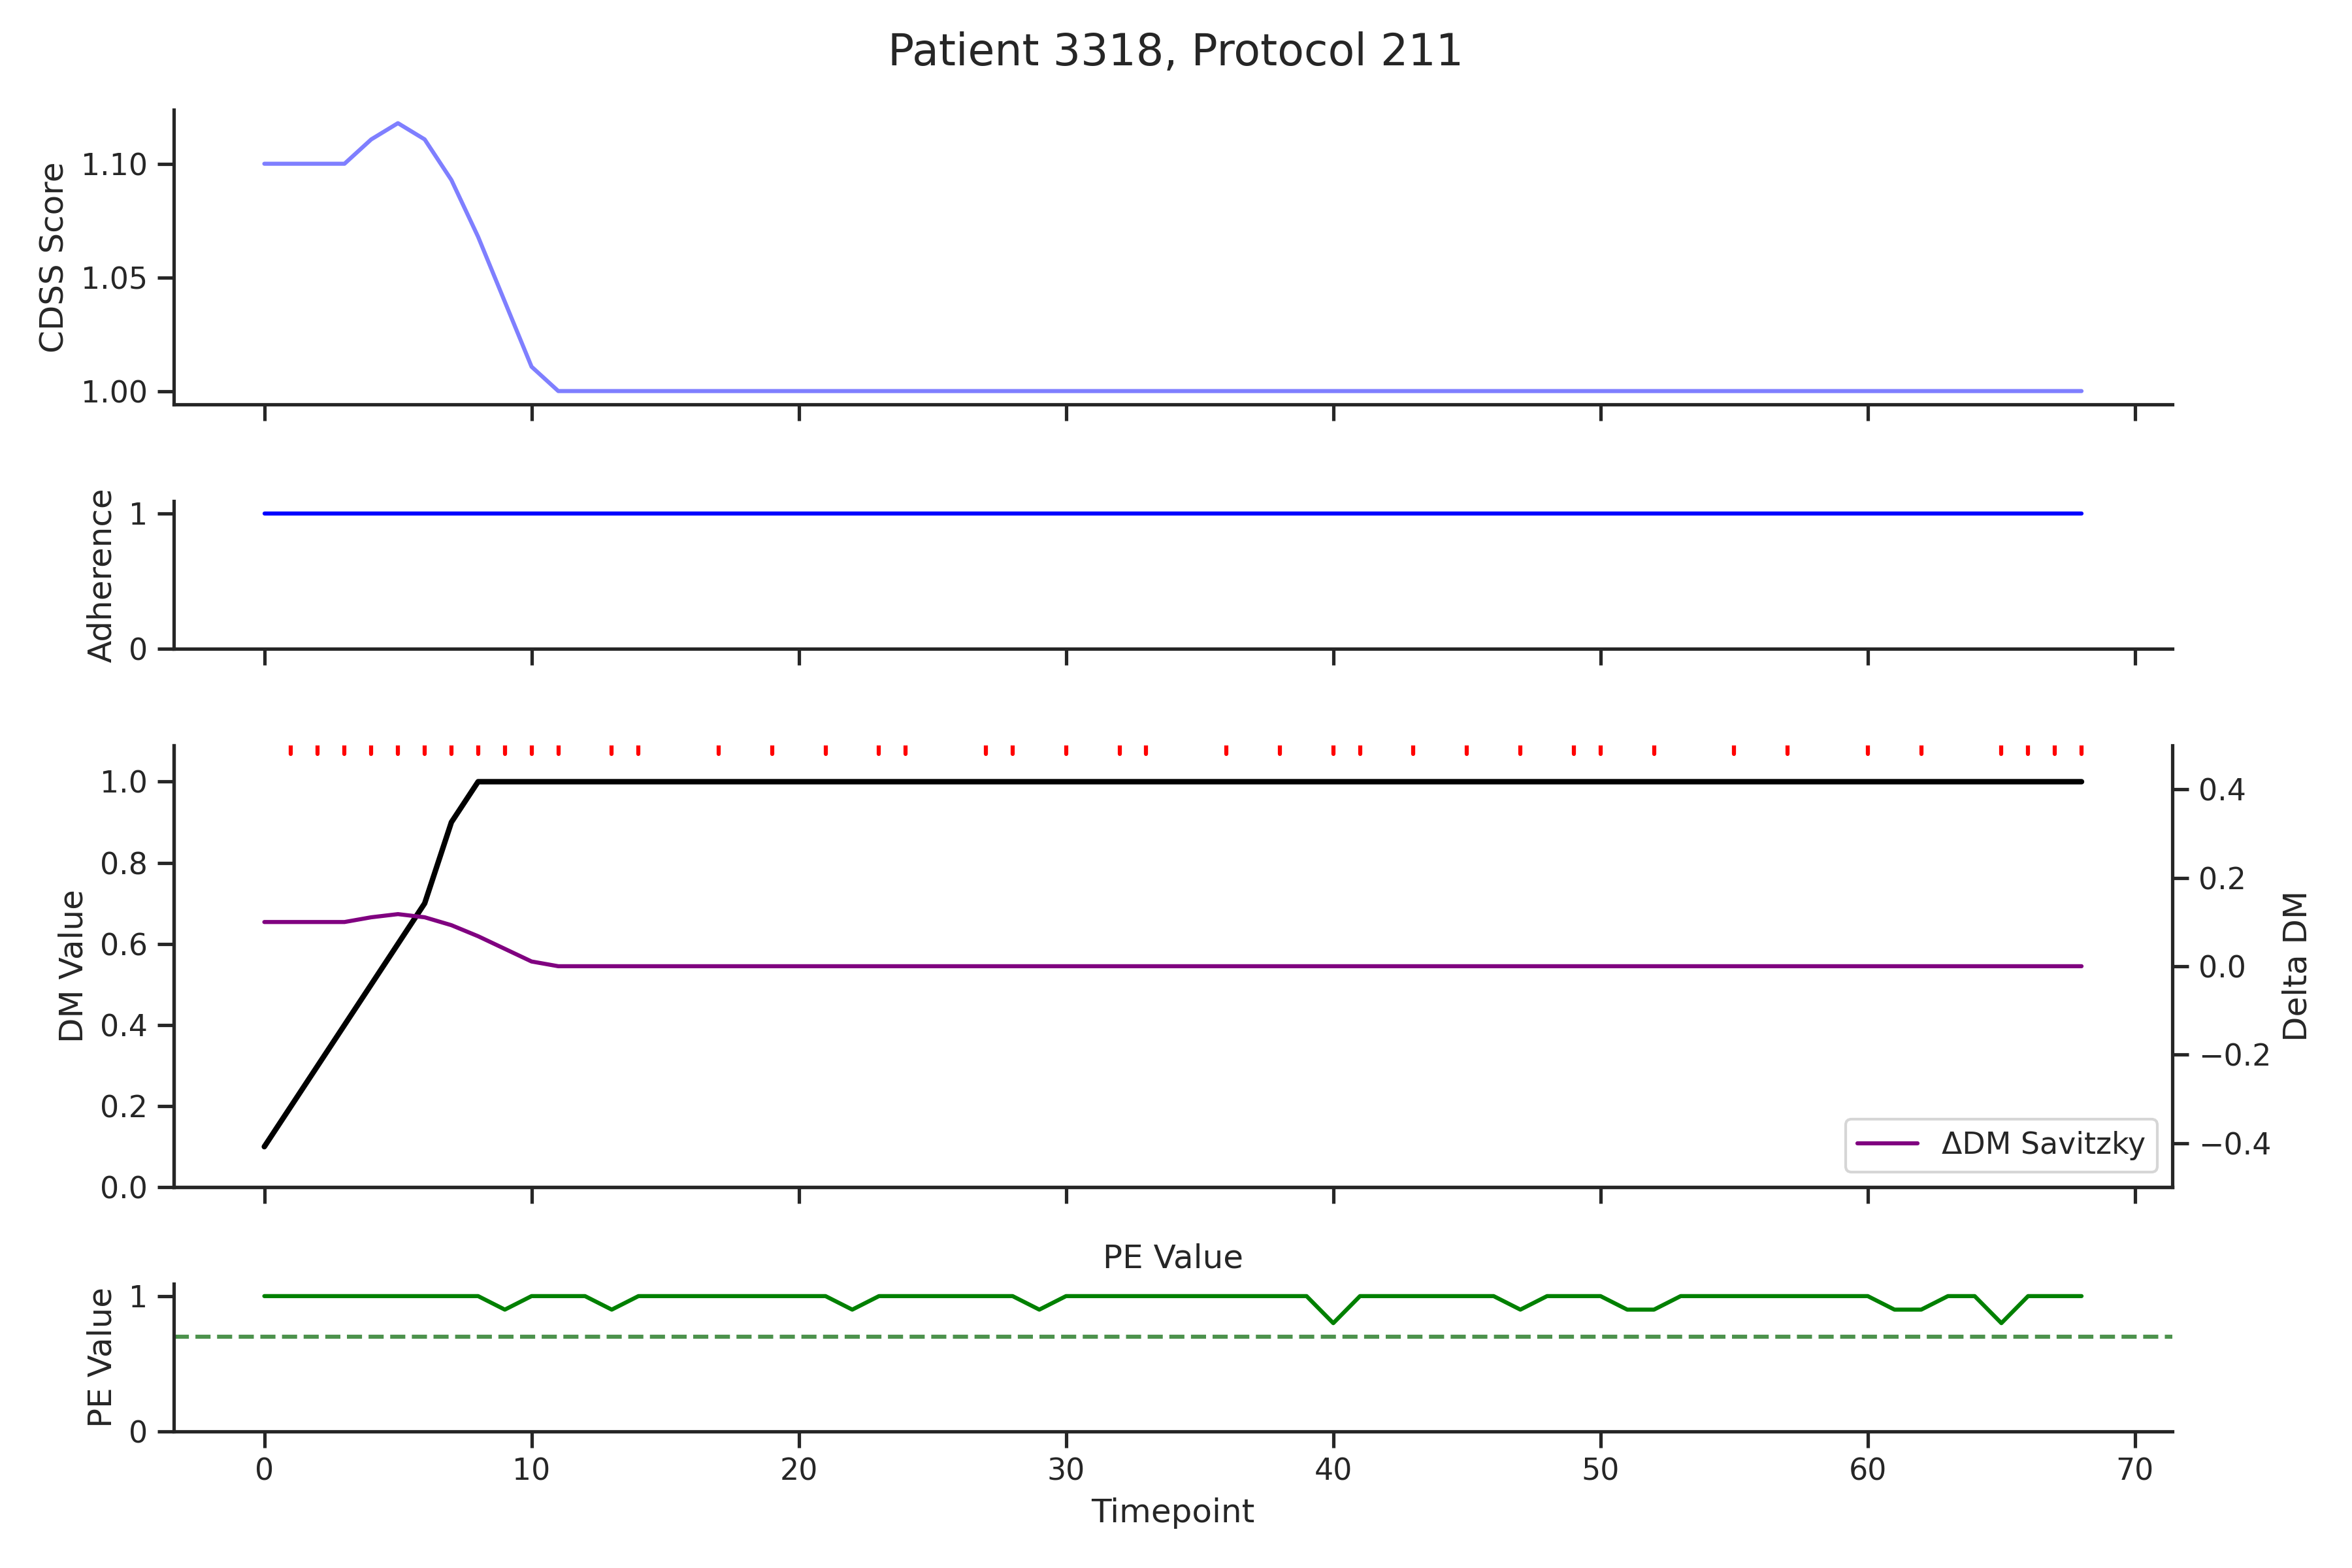 Patient 3318, Protocol 211
CDSS Score
1.10
1.05
1.00
Adherence
1
0
DM Value
1.0
0.8
0.6
0.4
0.2
0.0
0.4
0.2
0.0
−0.2
−0.4
Delta DM
ΔDM Savitzky
PE Value
PE Value
1
0
0 10 20 30 40 50 60 70
Timepoint